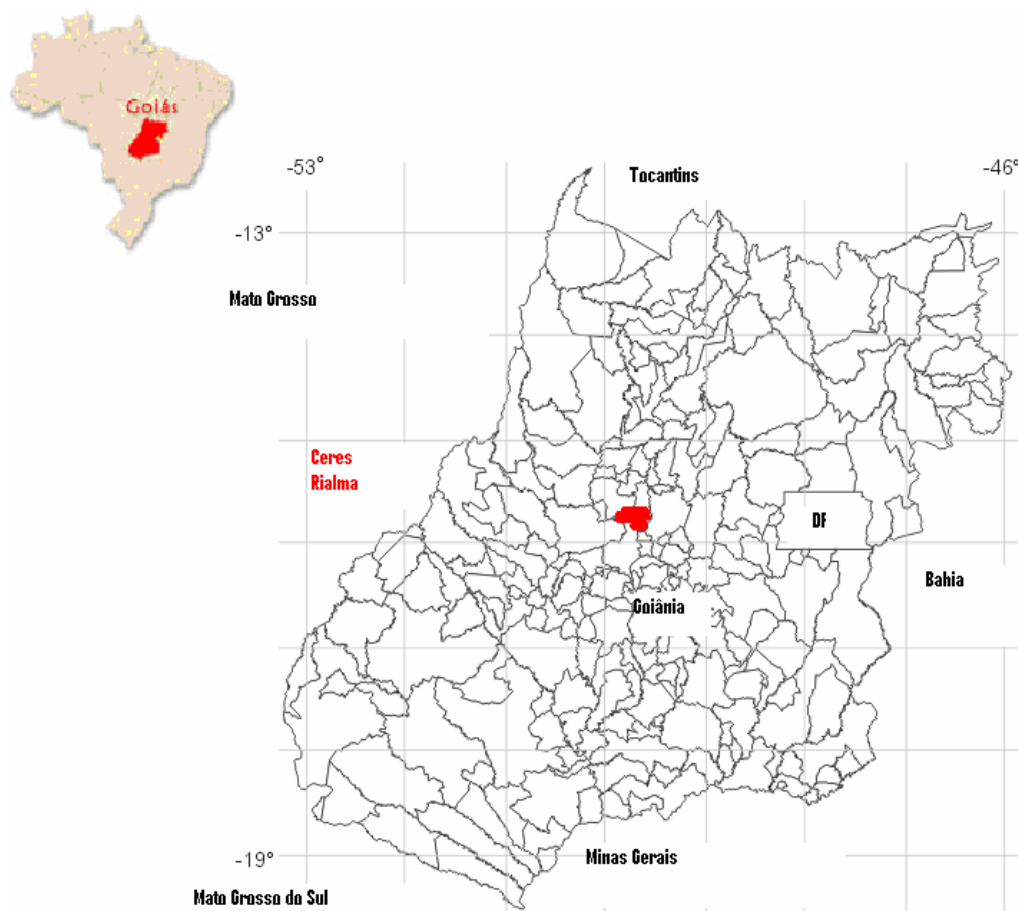 Goiás
-53°
Tocantins
-46°
-13°
Mato Grosso
Ceres
Rialma
DF
Bahia
Goiânia
Minas Gerais
-19°
Mato Grosso do Sul